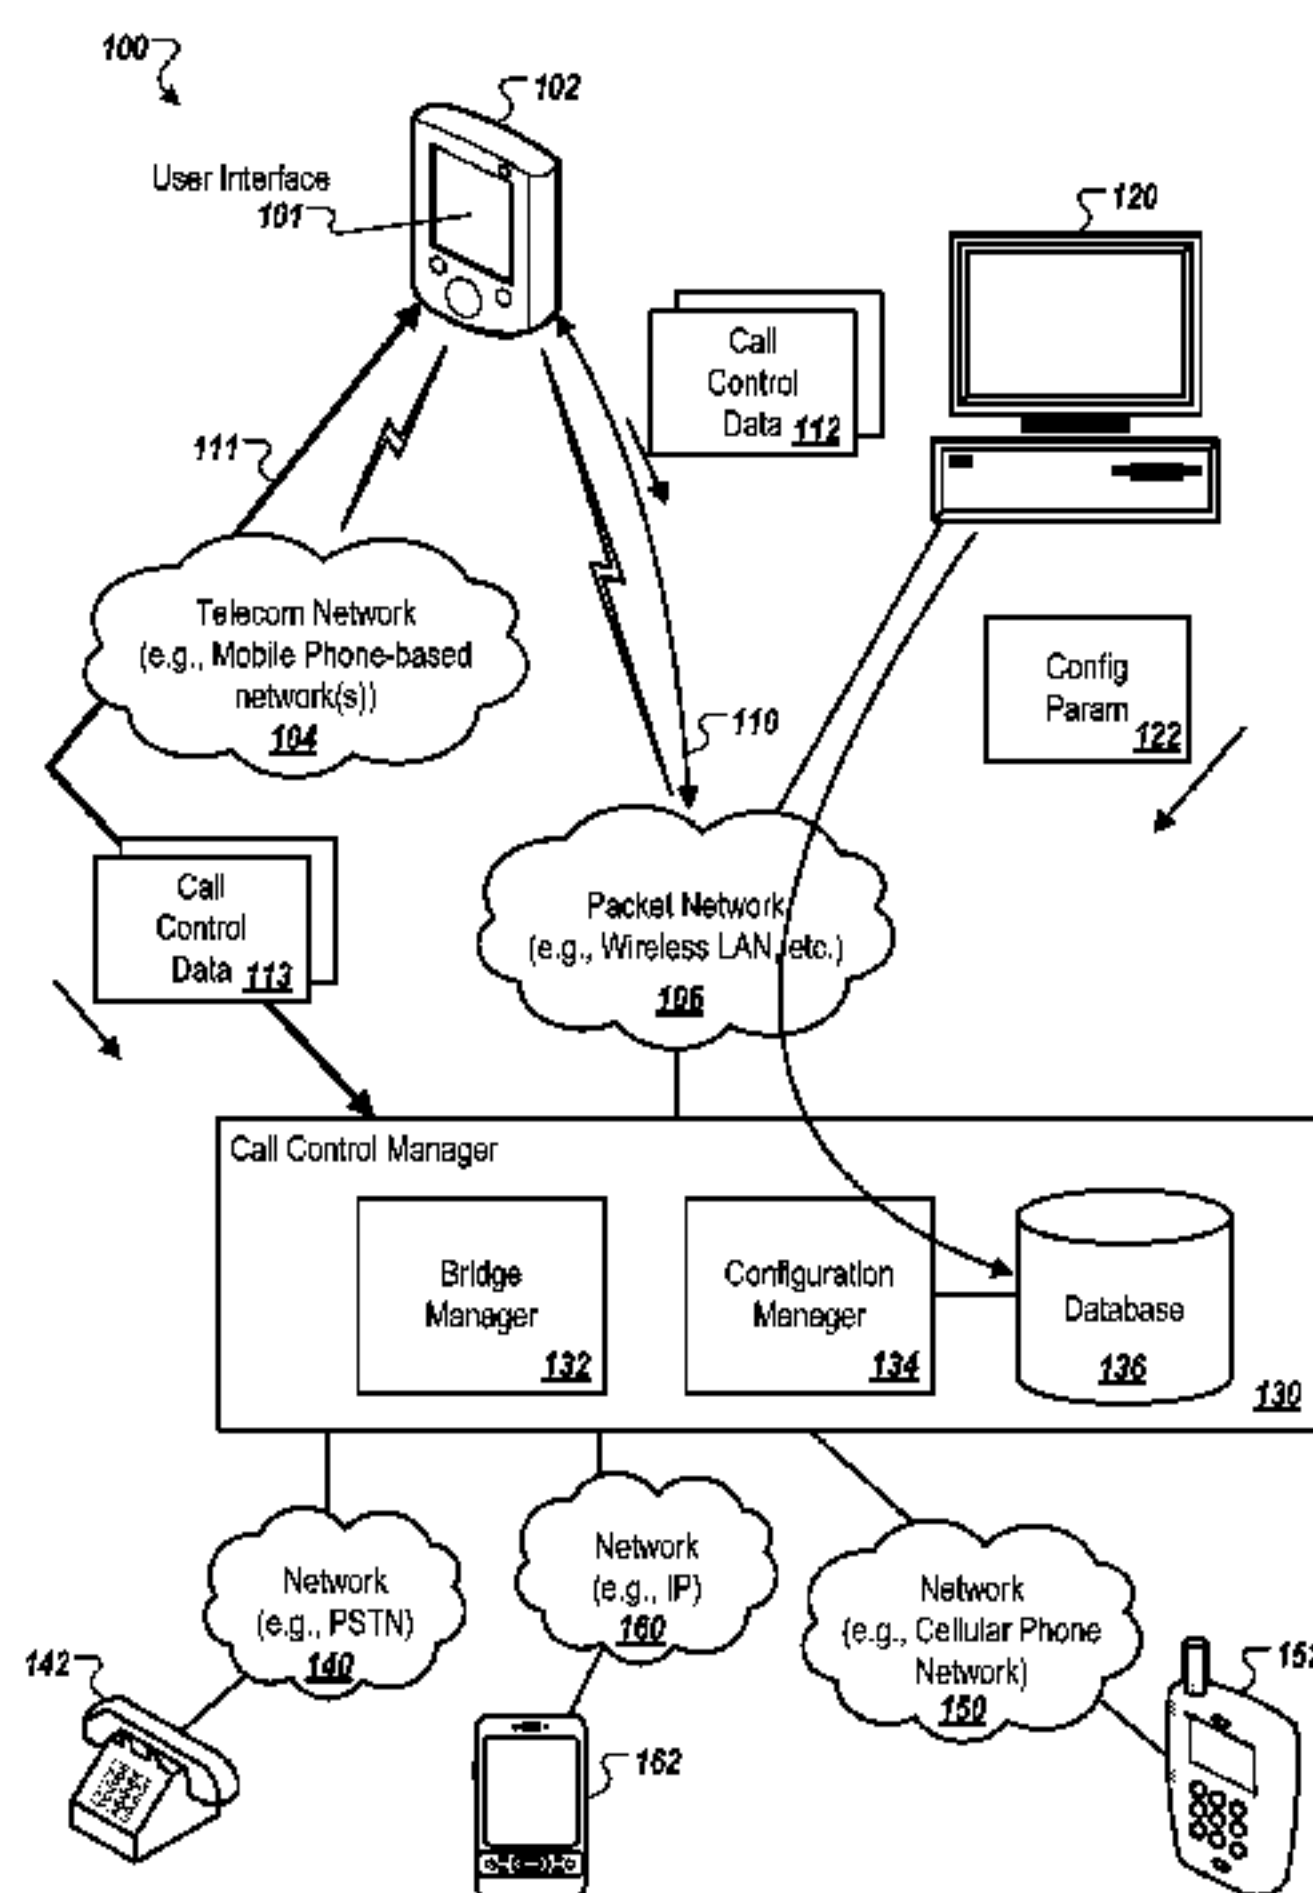 100
102
User Interface
101
120
Call
Control
Data 112
111
Telecom Network
(e.g., Mobile Phone-based
network(s))
104
Config
Param
122
110
Call
Control
Data 113
Packet Network
(e.g., Wireless LAN, etc.)
106
Call Control Manager
Bridge
Manager
132
Configuration
Manager
134
Database
136
130
Network
(e.g., PSTN)
140
Network
(e.g., IP)
160
Network
(e.g., Cellular Phone
Network)
150
142
162